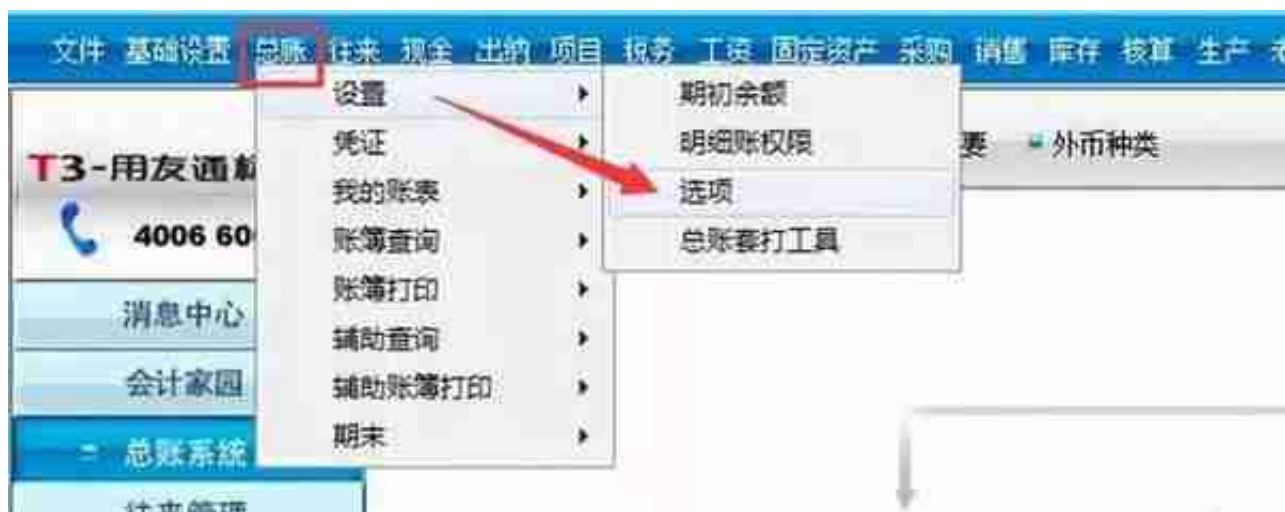 文件 基础设置 总账 往来 现金 出纳 项目 税务 工资 固定资产 采购 销售 库存 核算 生产
设置 期初余额
凭证 明细账权限 外币种类
T3-用友通
我的账表 选项
4006 60
账簿查询 总账套打工具
账簿打印
消息中心
辅助查询
会计家园
辅助账簿打印
期末
总账系统
往来管理